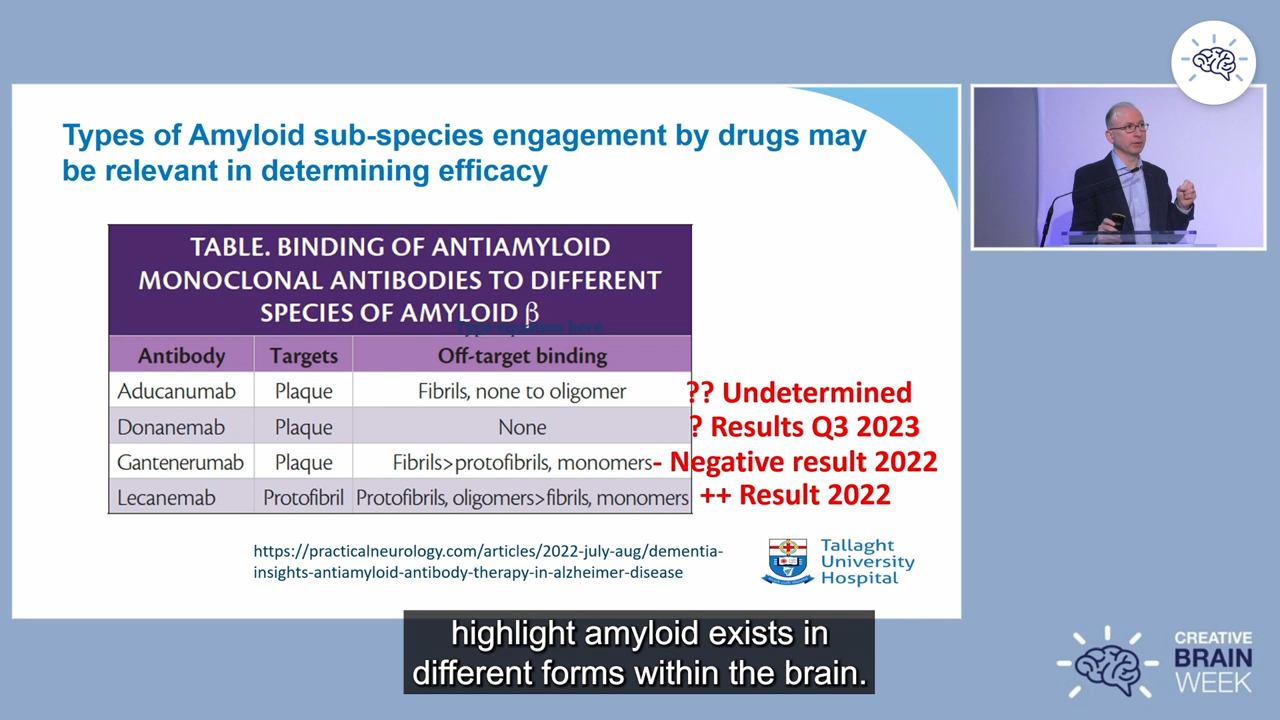 Types of Amyloid sub-species engagement by drugs may
be relevant in determining efficacy
TABLE. BINDING OF ANTIAMYLOID
MONOCLONAL ANTIBODIES TO DIFFERENT
SPECIES OF AMYLOID β
Type equation here.
Antibody Targets Off-target binding
Aducanumab Plaque Fibrils, none to oligomer ?? Undetermined
Donanemab Plaque None ? Results Q3 2023
Gantenerumab Plaque Fibrils>protofibrils, monomers - Negative result 2022
Lecanemab Protofibril Protofibrils, oligomers>fibrils, monomers ++ Result 2022
https://practicalneurology.com/articles/2022-july-aug/dementia-
insights-antiamyloid-antibody-therapy-in-alzheimer-disease
Tallaght
University
Hospital
highlight amyloid exists in
different forms within the brain.
CREATIVE
BRAIN
WEEK